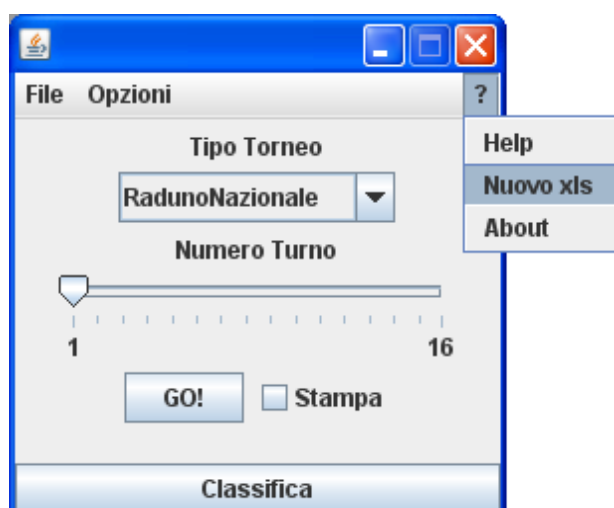 File Opzioni ?
Tipo Torneo
Help
RadunoNazionale
Nuovo xls
About
Numero Turno
1 16
GO! Stampa
Classifica